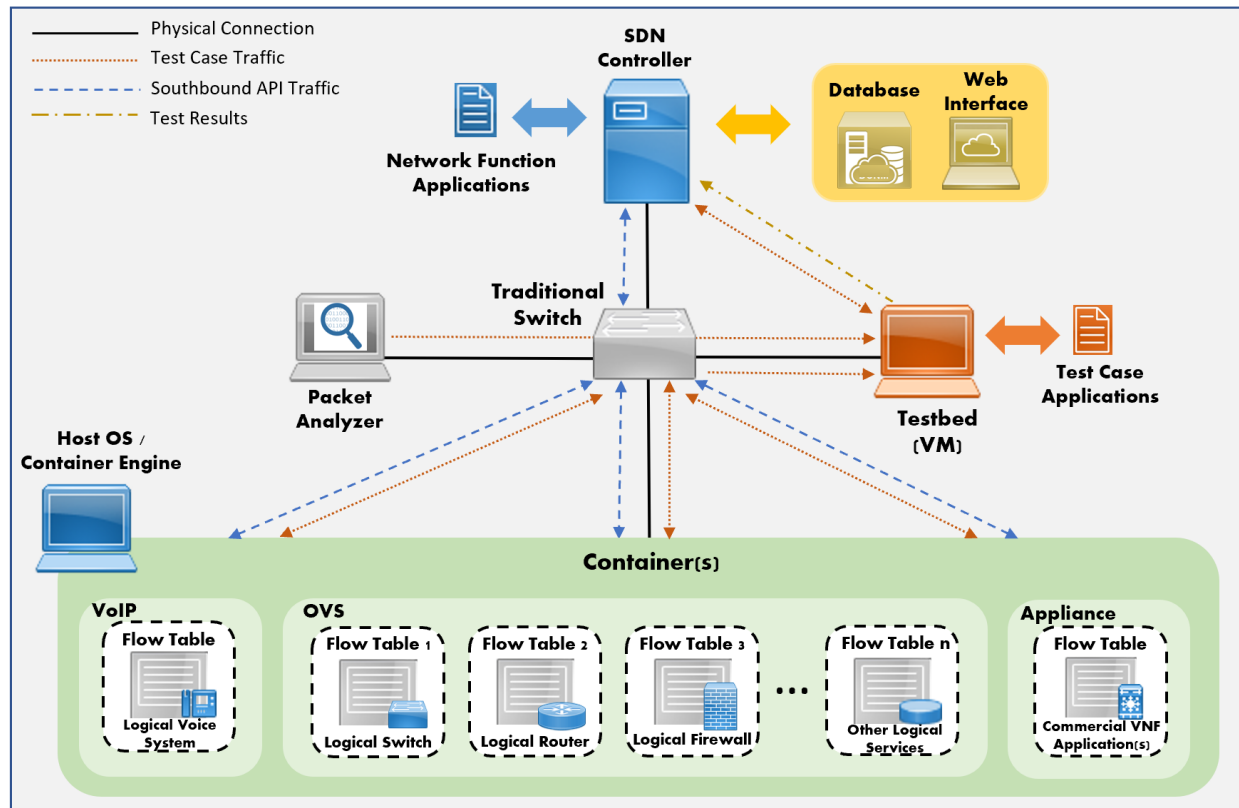 Physical Connection
Test Case Traffic
Southbound API Traffic
Test Results
SDN
Controller
Database
Web
Interface
Network Function
Applications
Traditional
Switch
Packet
Analyzer
Testbed
(VM)
Test Case
Applications
Host OS /
Container Engine
Container(s)
VoIP
Flow Table
Logical Voice
System
OVS
Flow Table 1
Logical Switch
Flow Table 2
Logical Router
Flow Table 3
Logical Firewall
...
Flow Table n
Other Logical
Services
Appliance
Flow Table
Commercial VNF
Application(s)